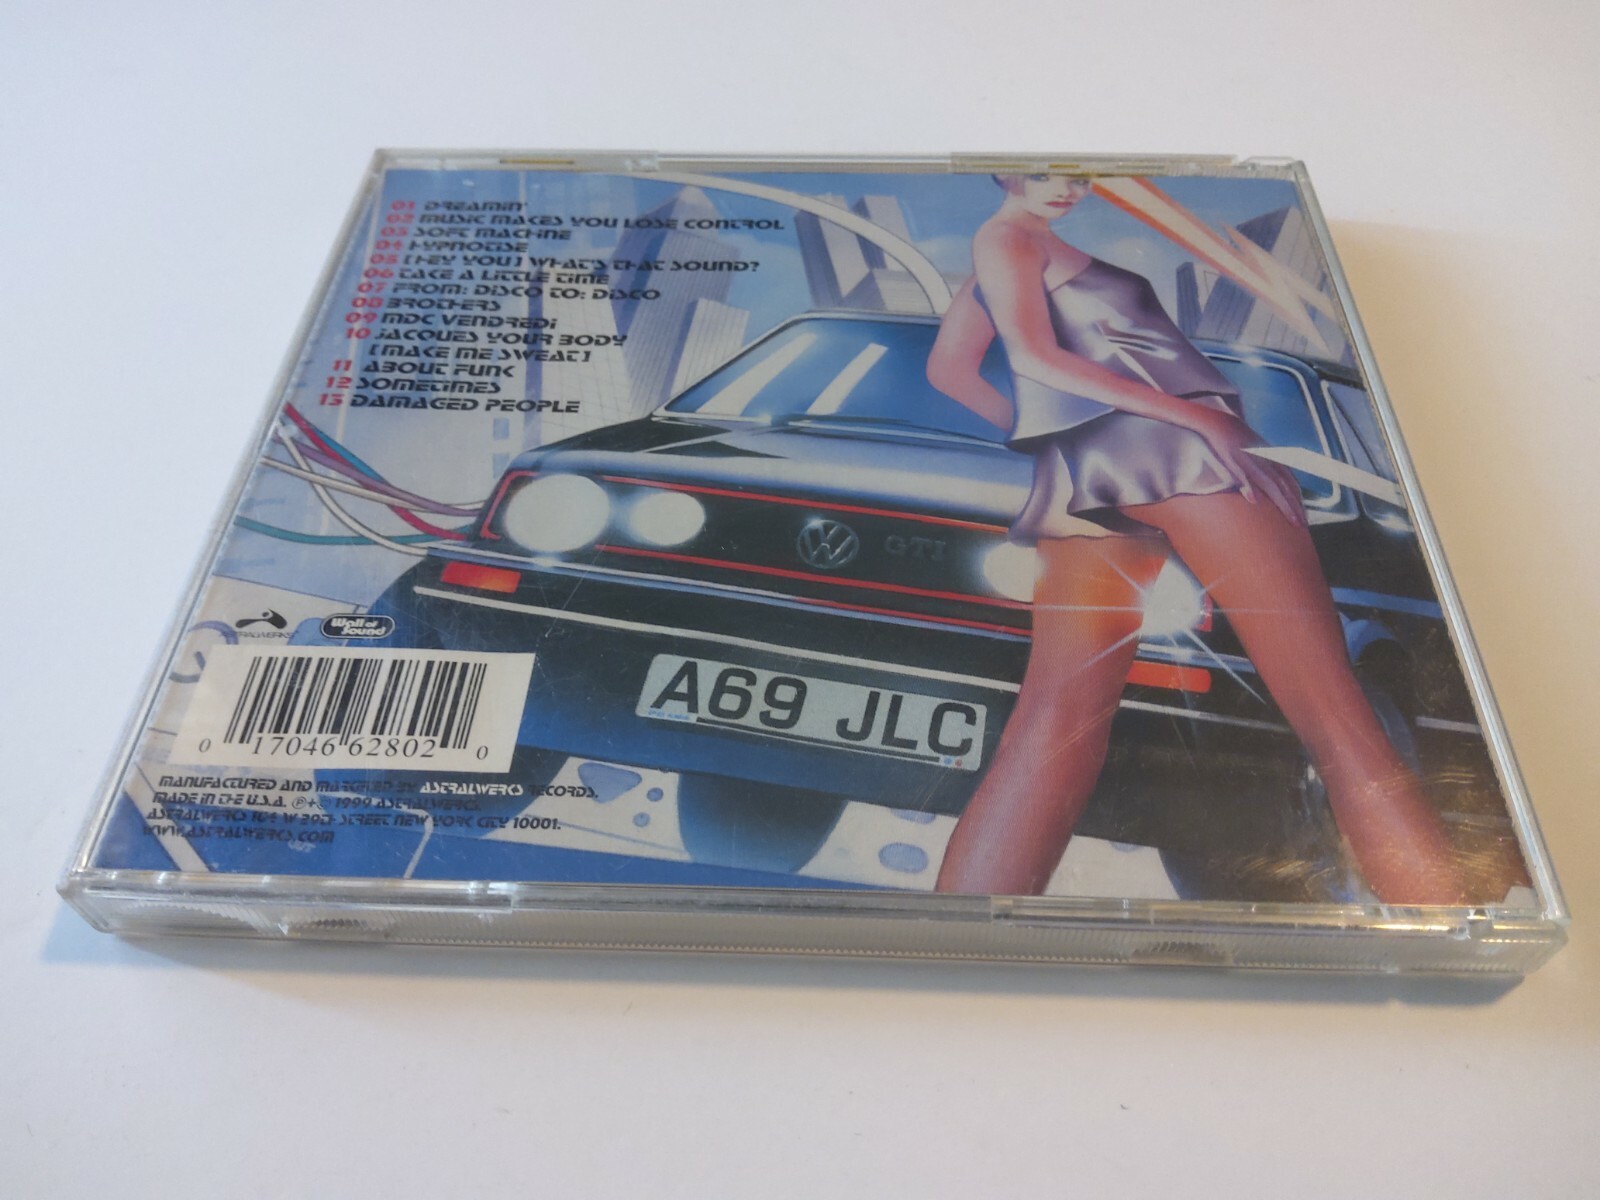 01 DREAMIN'
02 MUSIC MAKES YOU LOSE CONTROL
03 SOFT MACHINE
04 HYPNOTISE
05 [HEY YOU] WHAT'S THAT SOUND?
06 TAKE A LITTLE TIME
07 FROM: DISCO TO: DISCO
08 BROTHERS
09 MDC VENDREDI
10 JACQUES YOUR BODY
[MAKE ME SWEAT]
11 ABOUT FUNK
12 SOMETIMES
13 DAMAGED PEOPLE
GTI
ASTRALWERKS
Wall of
Sound
A69 JLC
0 17046 62802 0
MANUFACTURED AND MARKETED BY ASTRALWERKS RECORDS.
MADE IN THE U.S.A. ℗+© 1999 ASTRALWERKS.
ASTRALWERKS 104 W 29TH STREET NEW YORK CITY 10001.
WWW.ASTRALWERKS.COM